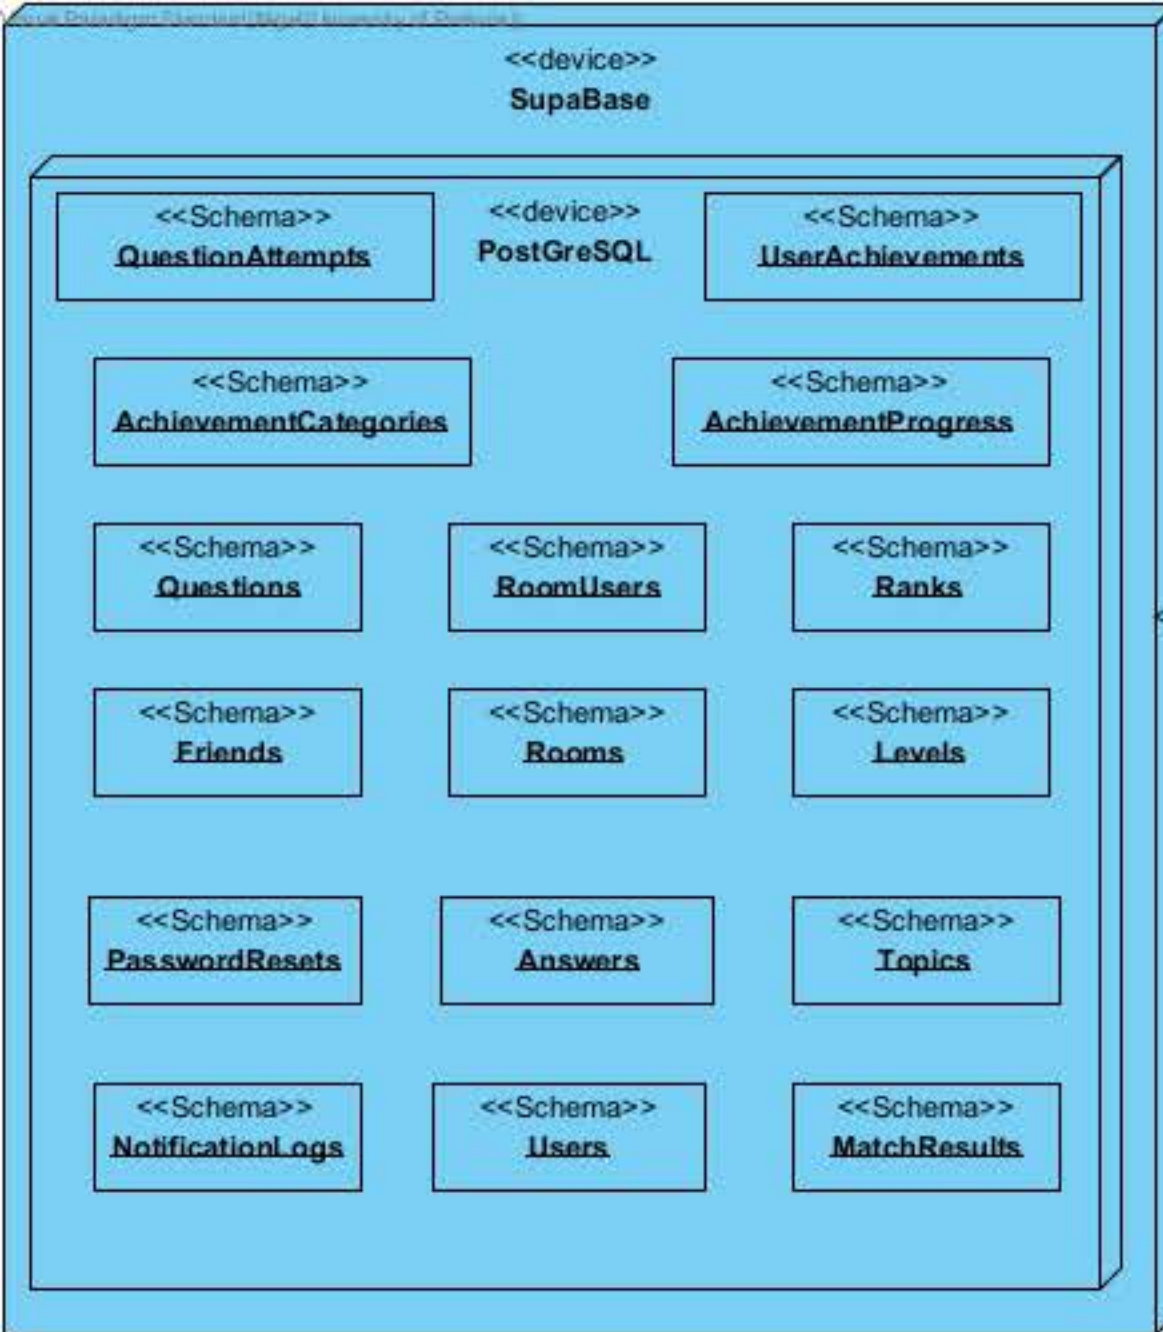 <<device>>
SupaBase
<<Schema>>
QuestionAttempts
<<device>>
PostGreSQL
<<Schema>>
UserAchievements
<<Schema>>
AchievementCategories
<<Schema>>
AchievementProgress
<<Schema>>
Questions
<<Schema>>
RoomUsers
<<Schema>>
Ranks
<<Schema>>
Friends
<<Schema>>
Rooms
<<Schema>>
Levels
<<Schema>>
PasswordResets
<<Schema>>
Answers
<<Schema>>
Topics
<<Schema>>
NotificationLogs
<<Schema>>
Users
<<Schema>>
MatchResults